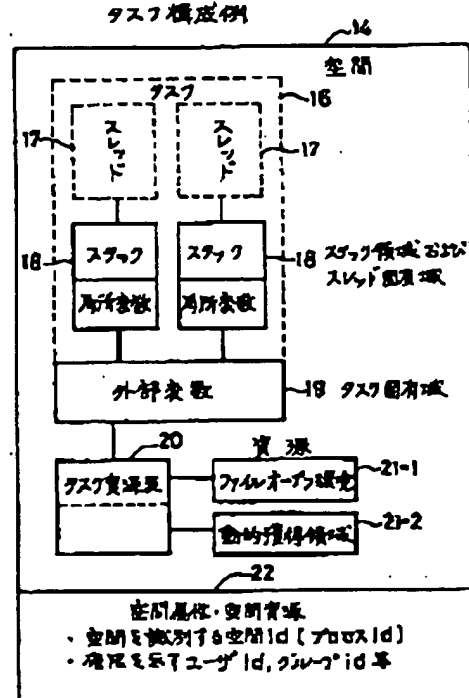 タスク構成例
14
空間
タスク
16
17
スレッド
スレッド
17
18
スタック
局所変数
スタック
局所変数
18 スタック領域および
スレッド固有域
外部変数
19 タスク固有域
20
資源
タスク資源表
ファイルオープン環境
21-1
動的獲得領域
21-2
22
空間属性・空間資源
・空間を識別する空間id(プロセスid)
・権限を示すユーザid,グループid等